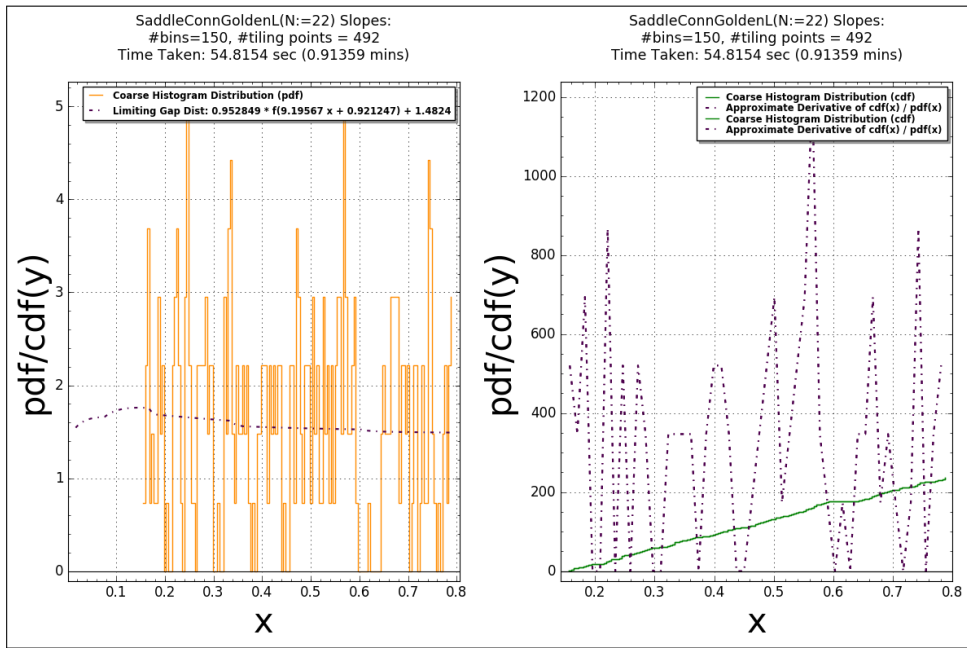 SaddleConnGoldenL(N:=22) Slopes:
#bins=150, #tiling points = 492
Time Taken: 54.8154 sec (0.91359 mins)
Coarse Histogram Distribution (pdf)
Limiting Gap Dist: 0.952849 * f(9.19567 x + 0.921247) + 1.4824
5
4
3
2
1
0
0.1 0.2 0.3 0.4 0.5 0.6 0.7 0.8
pdf/cdf(y)
x
SaddleConnGoldenL(N:=22) Slopes:
#bins=150, #tiling points = 492
Time Taken: 54.8154 sec (0.91359 mins)
Coarse Histogram Distribution (cdf)
Approximate Derivative of cdf(x) / pdf(x)
Coarse Histogram Distribution (cdf)
Approximate Derivative of cdf(x) / pdf(x)
1200
1000
800
600
400
200
0
0.2 0.3 0.4 0.5 0.6 0.7 0.8
pdf/cdf(y)
x